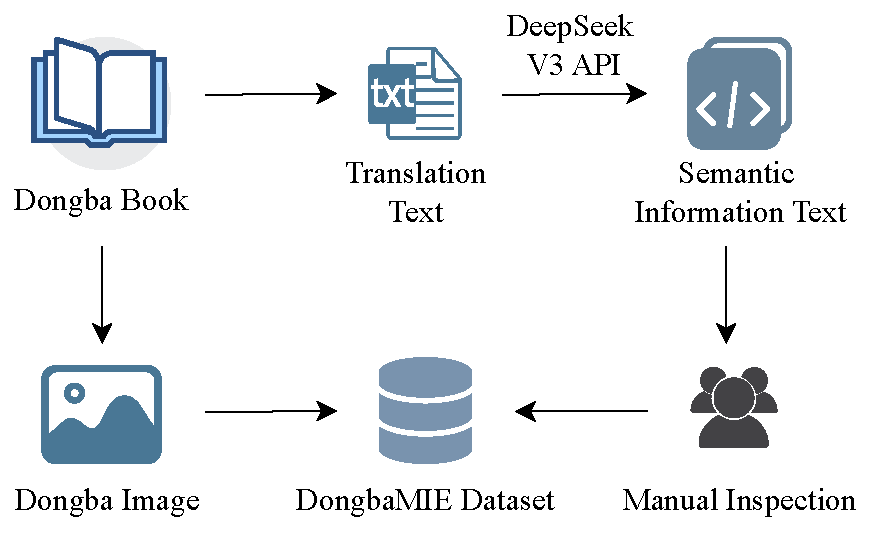 DeepSeek
V3 API
txt
</>
Dongba Book
Translation
Text
Semantic
Information Text
Dongba Image
DongbaMIE Dataset
Manual Inspection